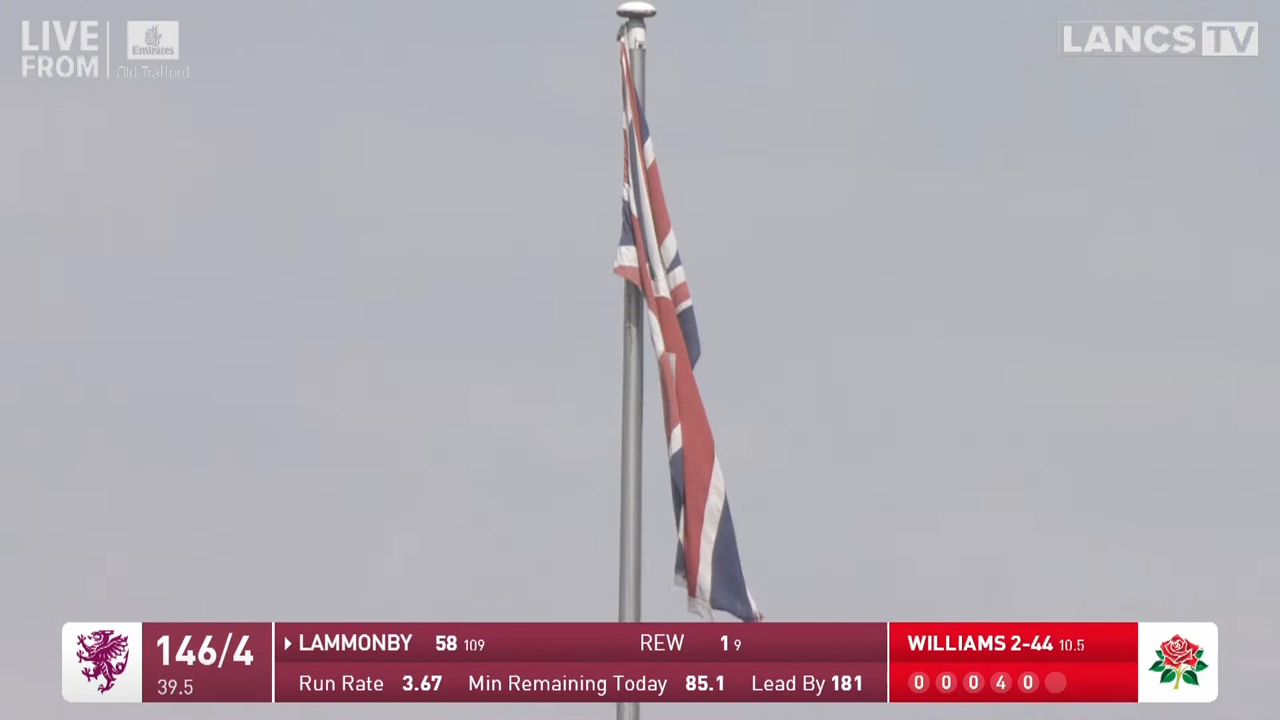 LIVE
FROM
Emirates
Old Trafford
LANCS TV
146/4
39.5
LAMMONBY 58 109 REW 1 9
Run Rate 3.67 Min Remaining Today 85.1 Lead By 181
WILLIAMS 2-44 10.5
0 0 0 4 0